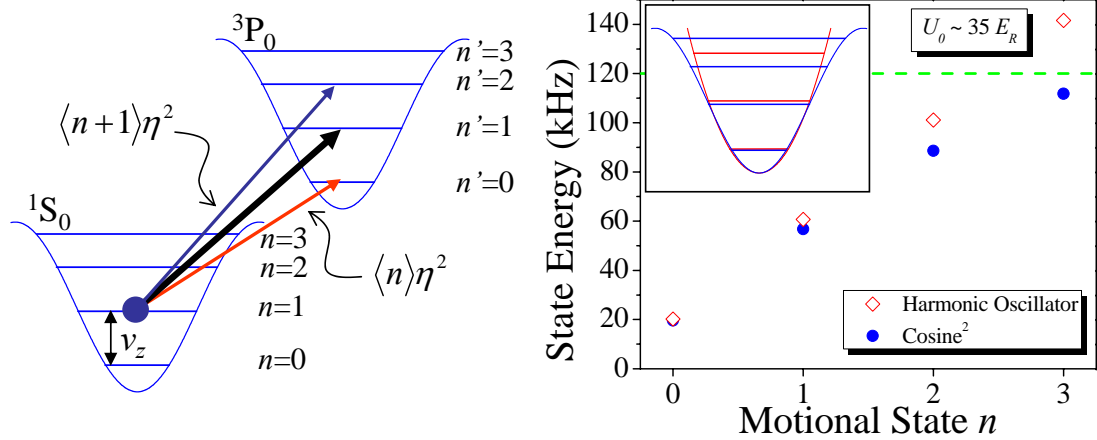 ³P₀
n'=3
n'=2
n'=1
n'=0
⟨n+1⟩η²
¹S₀
n=3
n=2
n=1
n=0
⟨n⟩η²
ν_z
State Energy (kHz)
140
120
100
80
60
40
20
0
U₀ ~ 35 E_R
Harmonic Oscillator
Cosine²
0 1 2 3
Motional State n